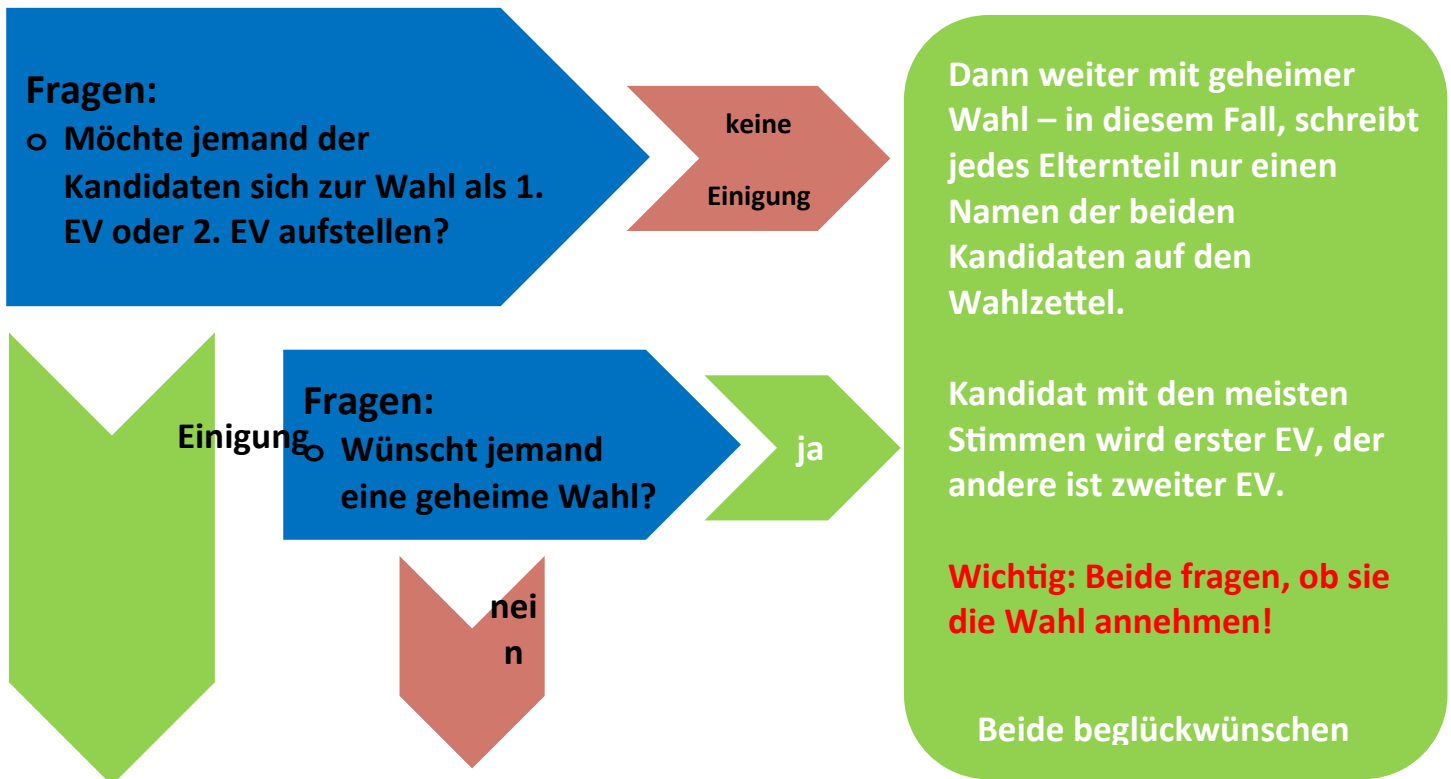 Fragen:
o Möchte jemand der
Kandidaten sich zur Wahl als 1.
EV oder 2. EV aufstellen?
keine
Einigung
Einigung
Fragen:
o Wünscht jemand
eine geheime Wahl?
ja
nei
n
Dann weiter mit geheimer
Wahl – in diesem Fall, schreibt
jedes Elternteil nur einen
Namen der beiden
Kandidaten auf den
Wahlzettel.
Kandidat mit den meisten
Stimmen wird erster EV, der
andere ist zweiter EV.
Wichtig: Beide fragen, ob sie
die Wahl annehmen!
Beide beglückwünschen